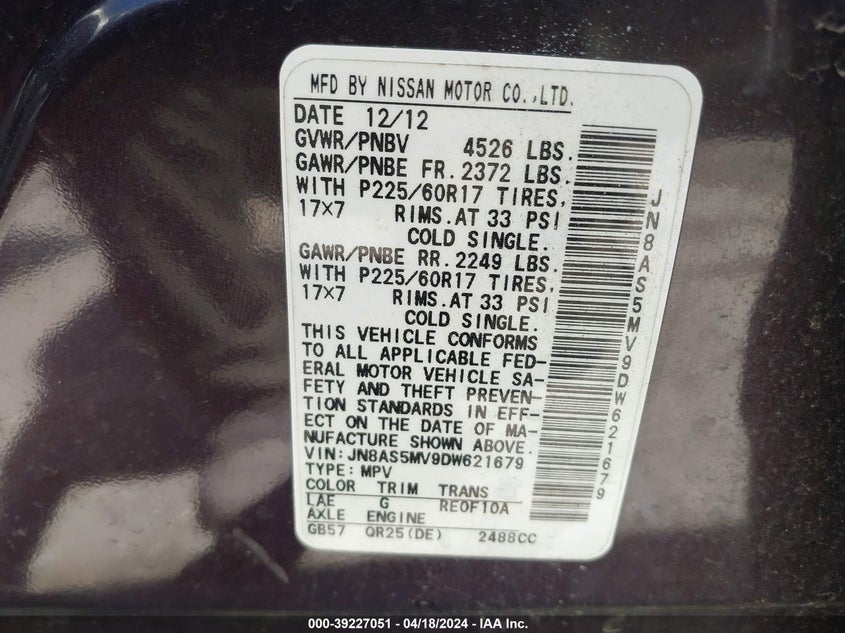 MFD BY NISSAN MOTOR CO.,LTD.
DATE 12/12
GVWR/PNBV 4526 LBS.
GAWR/PNBE FR. 2372 LBS.
WITH P225/60R17 TIRES,
17×7 RIMS.AT 33 PSI
COLD SINGLE.
GAWR/PNBE RR. 2249 LBS.
WITH P225/60R17 TIRES,
17×7 RIMS.AT 33 PSI
COLD SINGLE.
THIS VEHICLE CONFORMS
TO ALL APPLICABLE FED-
ERAL MOTOR VEHICLE SA-
FETY AND THEFT PREVEN-
TION STANDARDS IN EFF-
ECT ON THE DATE OF MA-
NUFACTURE SHOWN ABOVE.
VIN:JN8AS5MV9DW621679
TYPE:MPV
COLOR TRIM TRANS
LAE G RE0F10A
AXLE ENGINE
GB57 QR25(DE) 2488CC
JN8AS5MV9DW621679
000-39227051 - 04/18/2024 - IAA Inc.